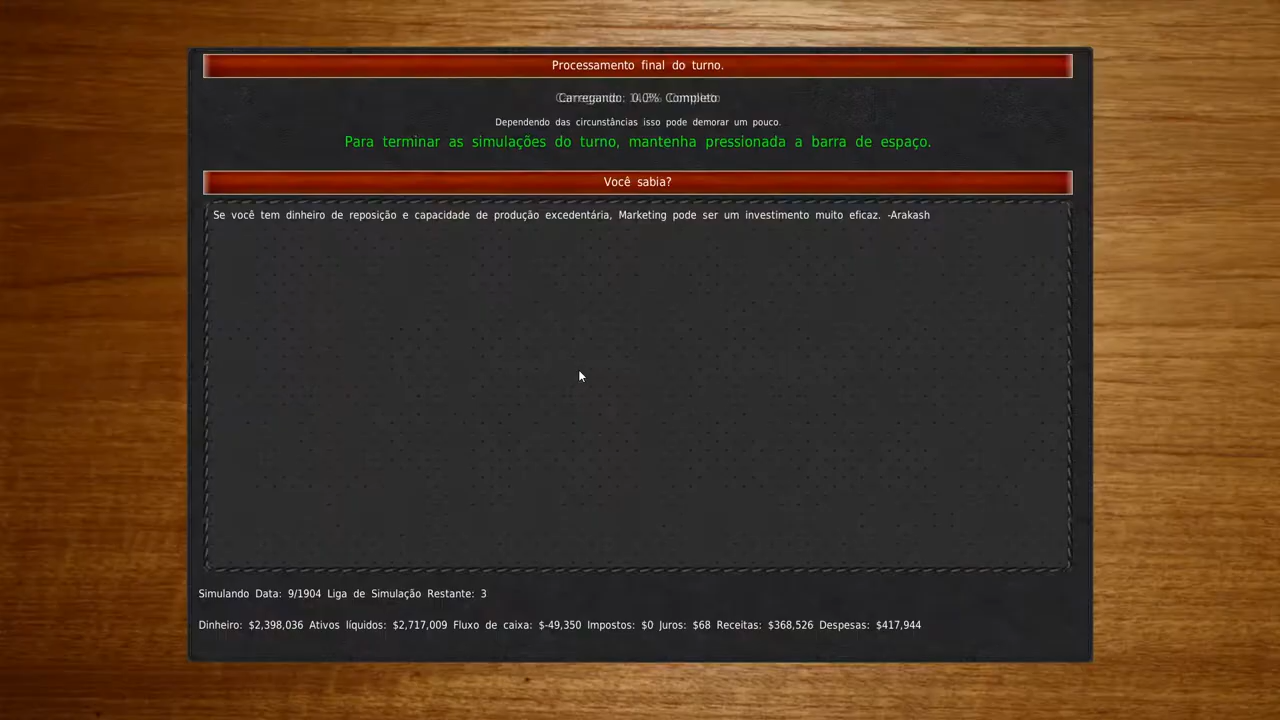 Processamento final do turno.
Carregando: % Completo
Dependendo das circunstâncias isso pode demorar um pouco.
Para terminar as simulações do turno, mantenha pressionada a barra de espaço.
Você sabia?
Se você tem dinheiro de reposição e capacidade de produção excedentária, Marketing pode ser um investimento muito eficaz. -Arakash
Simulando Data: 9/1904 Liga de Simulação Restante: 3
Dinheiro: $2,398,036 Ativos líquidos: $2,717,009 Fluxo de caixa: $-49,350 Impostos: $0 Juros: $68 Receitas: $368,526 Despesas: $417,944